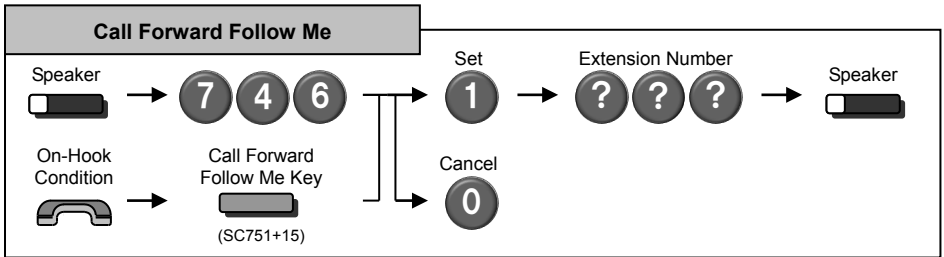 Call Forward Follow Me
Speaker
7 4 6
Set
1
Extension Number
? ? ?
Speaker
On-Hook
Condition
Call Forward
Follow Me Key
(SC751+15)
Cancel
0